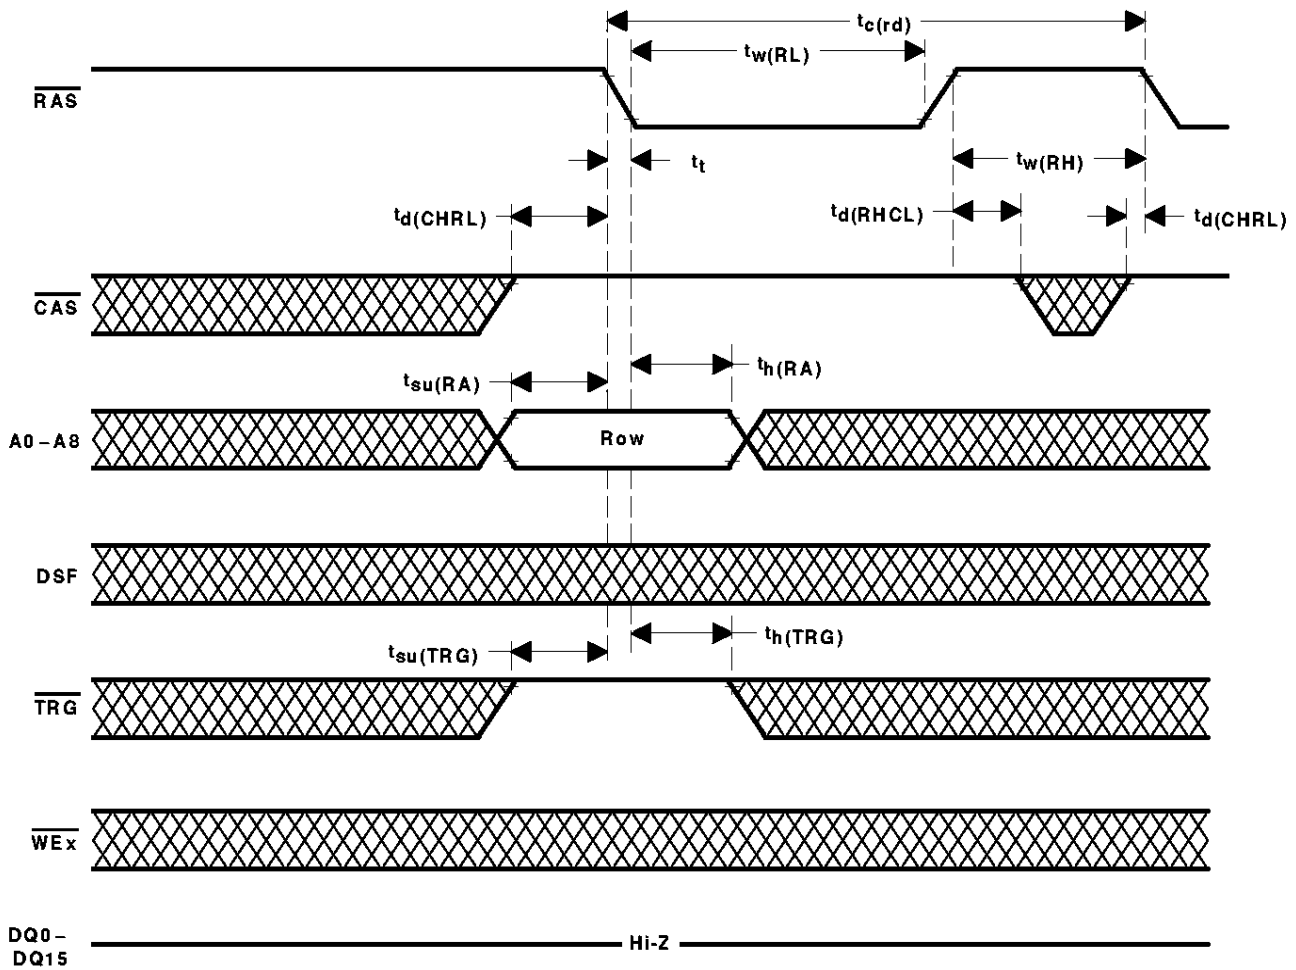 tc(rd)
tw(RL)
RAS
tt
tw(RH)
td(CHRL)
td(RHCL)
td(CHRL)
CAS
tsu(RA)
th(RA)
A0–A8
Row
DSF
tsu(TRG)
th(TRG)
TRG
WEx
DQ0–
DQ15
Hi-Z